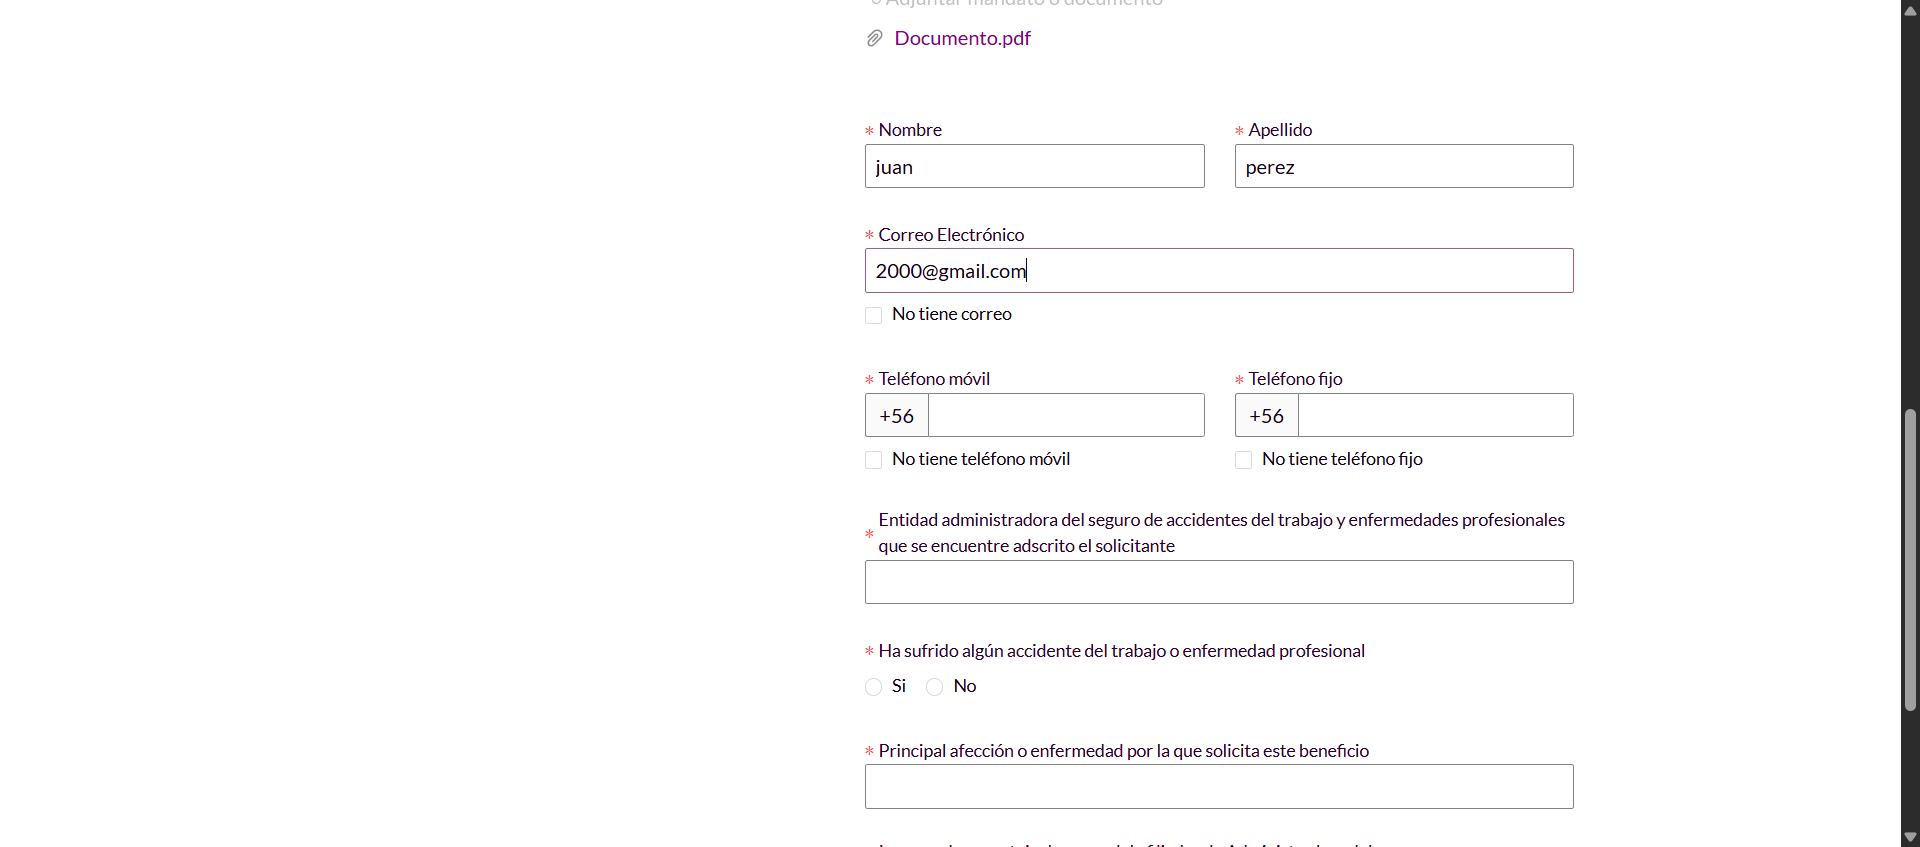 Adjuntar mandato o documento
Documento.pdf
* Nombre
* Apellido
juan
perez
* Correo Electrónico
2000@gmail.com
No tiene correo
* Teléfono móvil
* Teléfono fijo
+56
+56
No tiene teléfono móvil
No tiene teléfono fijo
* Entidad administradora del seguro de accidentes del trabajo y enfermedades profesionales
que se encuentre adscrito el solicitante
* Ha sufrido algún accidente del trabajo o enfermedad profesional
Si
No
* Principal afección o enfermedad por la que solicita este beneficio